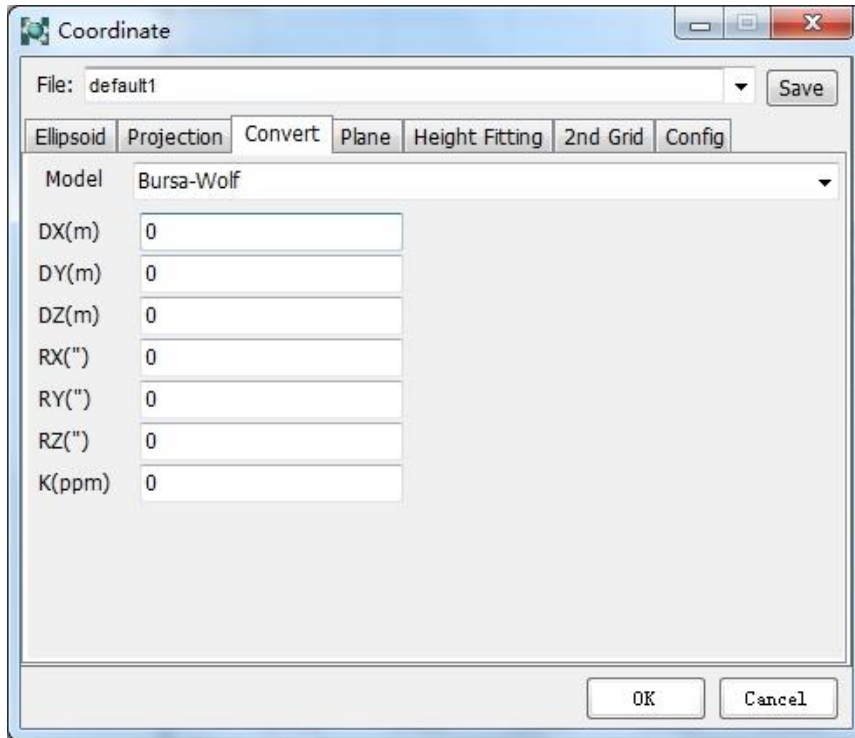 Coordinate
File: default1 Save
Ellipsoid Projection Convert Plane Height Fitting 2nd Grid Config
Model Bursa-Wolf
DX(m) 0
DY(m) 0
DZ(m) 0
RX(") 0
RY(") 0
RZ(") 0
K(ppm) 0
OK Cancel